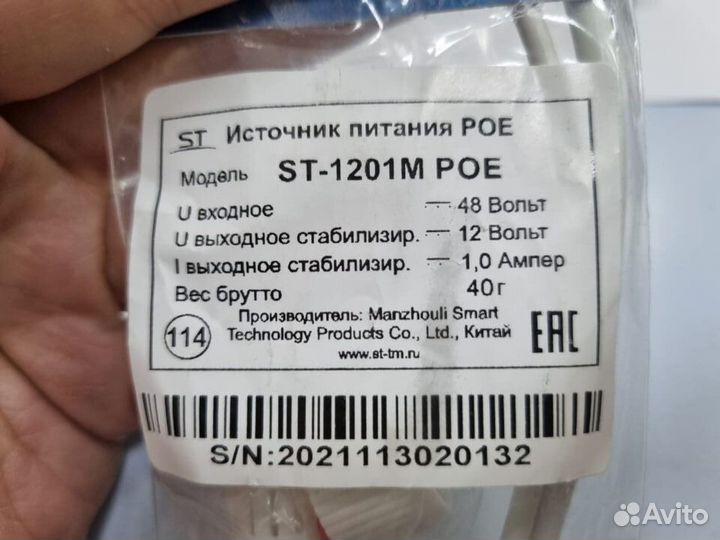 ST Источник питания POE
Модель ST-1201M POE
U входное 48 Вольт
U выходное стабилизир. 12 Вольт
I выходное стабилизир. 1,0 Ампер
Вес брутто 40г
Производитель: Manzhouli Smart
114 Technology Products Co., Ltd., Китай EAC
www.st-tm.ru
S/N:2021113020132
Avito